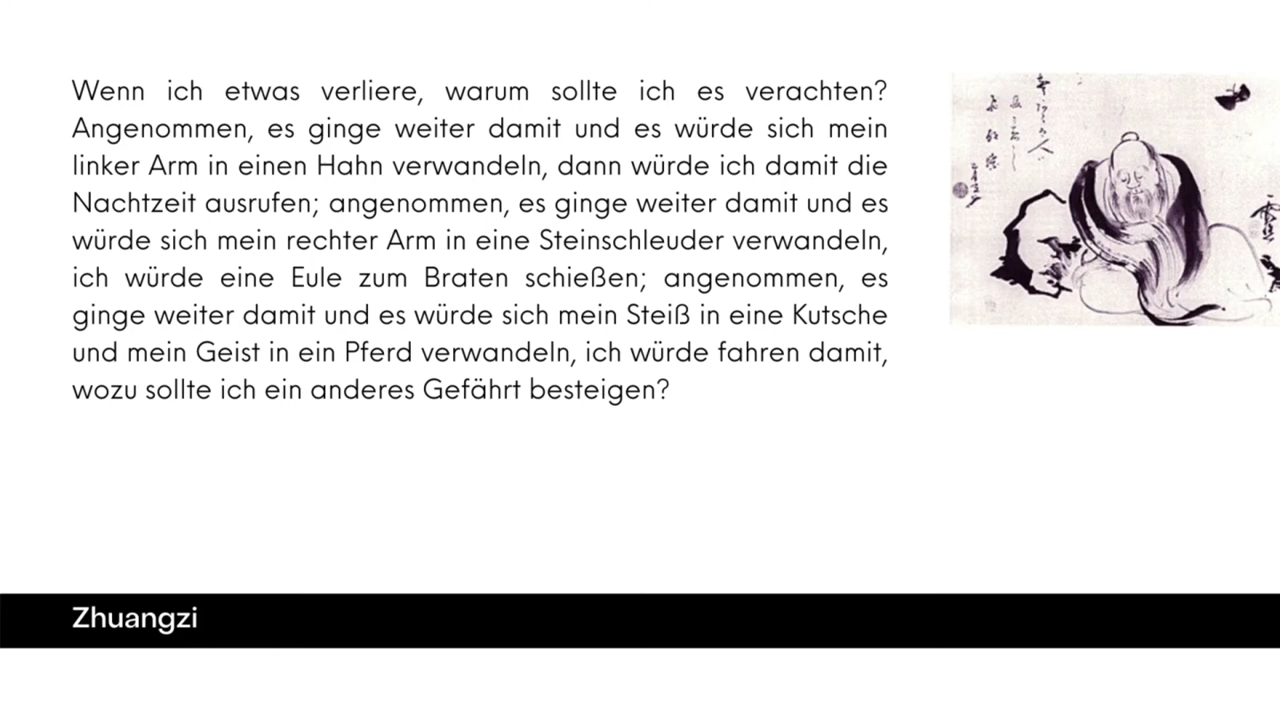 Wenn ich etwas verliere, warum sollte ich es verachten?
Angenommen, es ginge weiter damit und es würde sich mein
linker Arm in einen Hahn verwandeln, dann würde ich damit die
Nachtzeit ausrufen; angenommen, es ginge weiter damit und es
würde sich mein rechter Arm in eine Steinschleuder verwandeln,
ich würde eine Eule zum Braten schießen; angenommen, es
ginge weiter damit und es würde sich mein Steiß in eine Kutsche
und mein Geist in ein Pferd verwandeln, ich würde fahren damit,
wozu sollte ich ein anderes Gefährt besteigen?
Zhuangzi